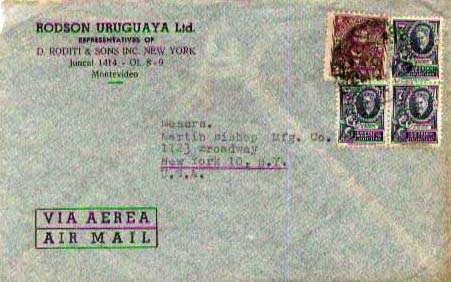 RODSON URUGUAYA Ltd.
REPRESENTATIVES OF
D. RODITI & SONS INC. NEW YORK
Juncal 1414 - Of. 8-9
Montevideo
Messrs.
Martin Bishop Mfg. Co.
1123 Broadway
New York 10, N.Y.
U.S.A.
VIA AEREA
AIR MAIL